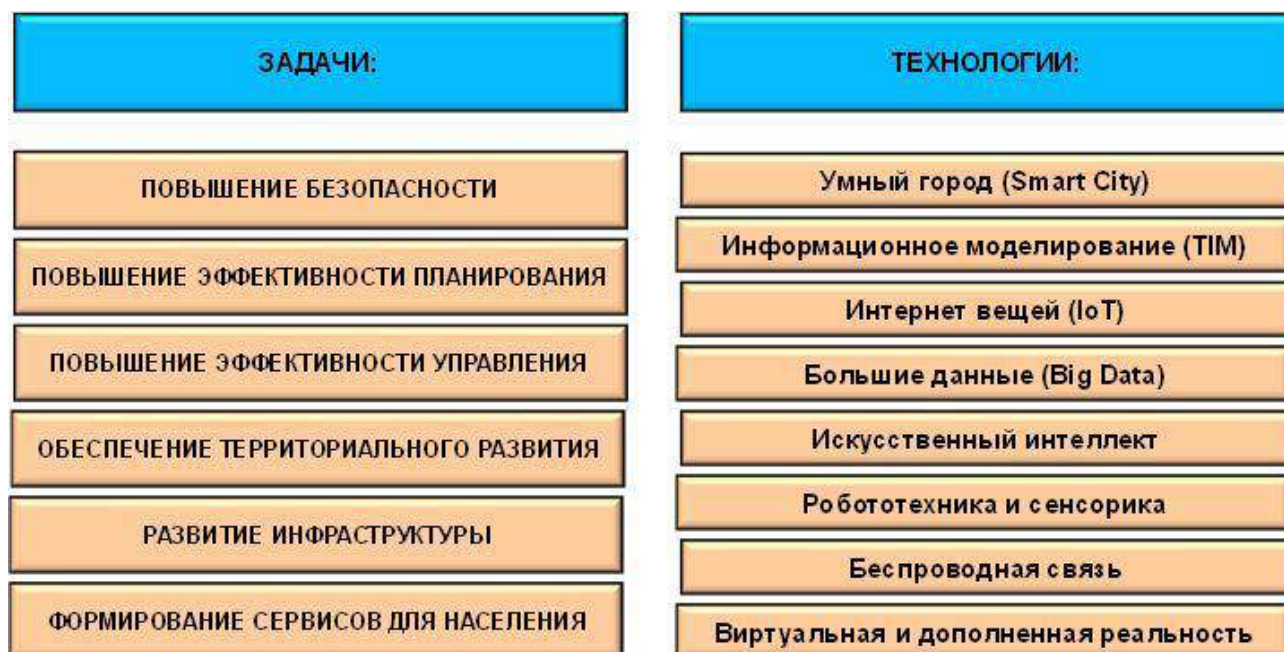 ЗАДАЧИ:
ПОВЫШЕНИЕ БЕЗОПАСНОСТИ
ПОВЫШЕНИЕ ЭФФЕКТИВНОСТИ ПЛАНИРОВАНИЯ
ПОВЫШЕНИЕ ЭФФЕКТИВНОСТИ УПРАВЛЕНИЯ
ОБЕСПЕЧЕНИЕ ТЕРРИТОРИАЛЬНОГО РАЗВИТИЯ
РАЗВИТИЕ ИНФРАСТРУКТУРЫ
ФОРМИРОВАНИЕ СЕРВИСОВ ДЛЯ НАСЕЛЕНИЯ
ТЕХНОЛОГИИ:
Умный город (Smart City)
Информационное моделирование (TIM)
Интернет вещей (IoT)
Большие данные (Big Data)
Искусственный интеллект
Робототехника и сенсорика
Беспроводная связь
Виртуальная и дополненная реальность